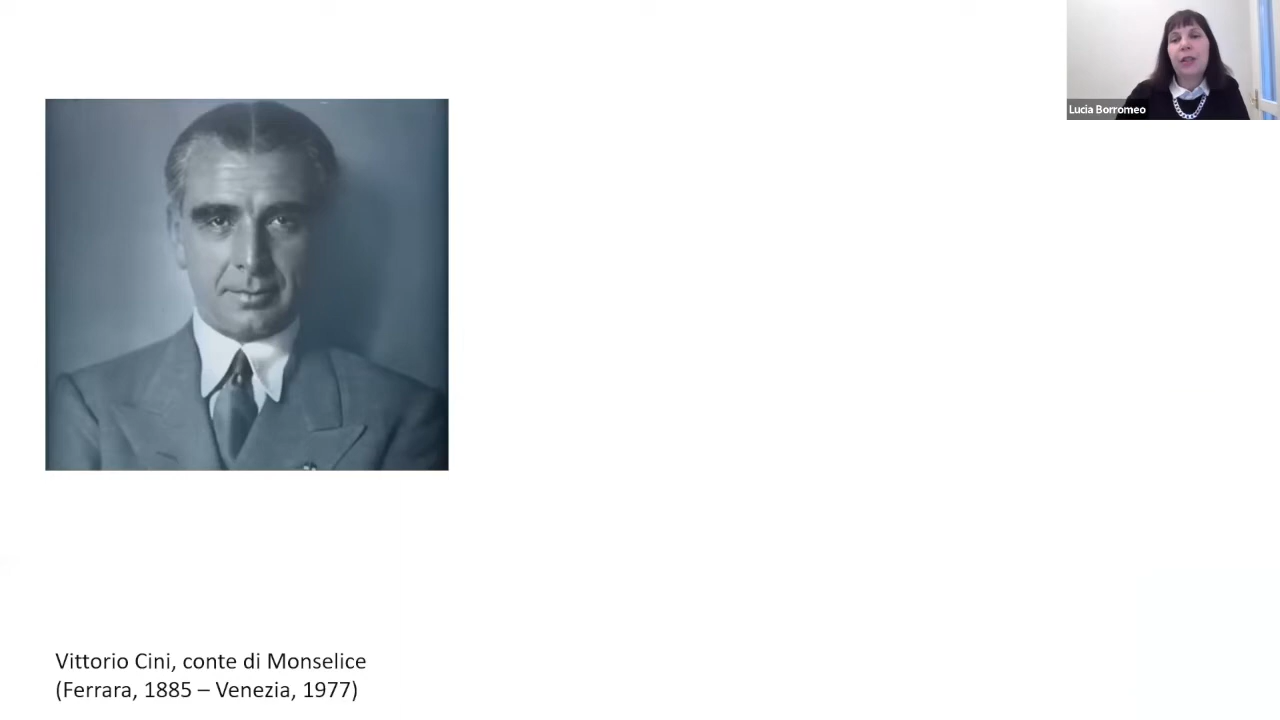 Lucia Borromeo
Vittorio Cini, conte di Monselice
(Ferrara, 1885 – Venezia, 1977)